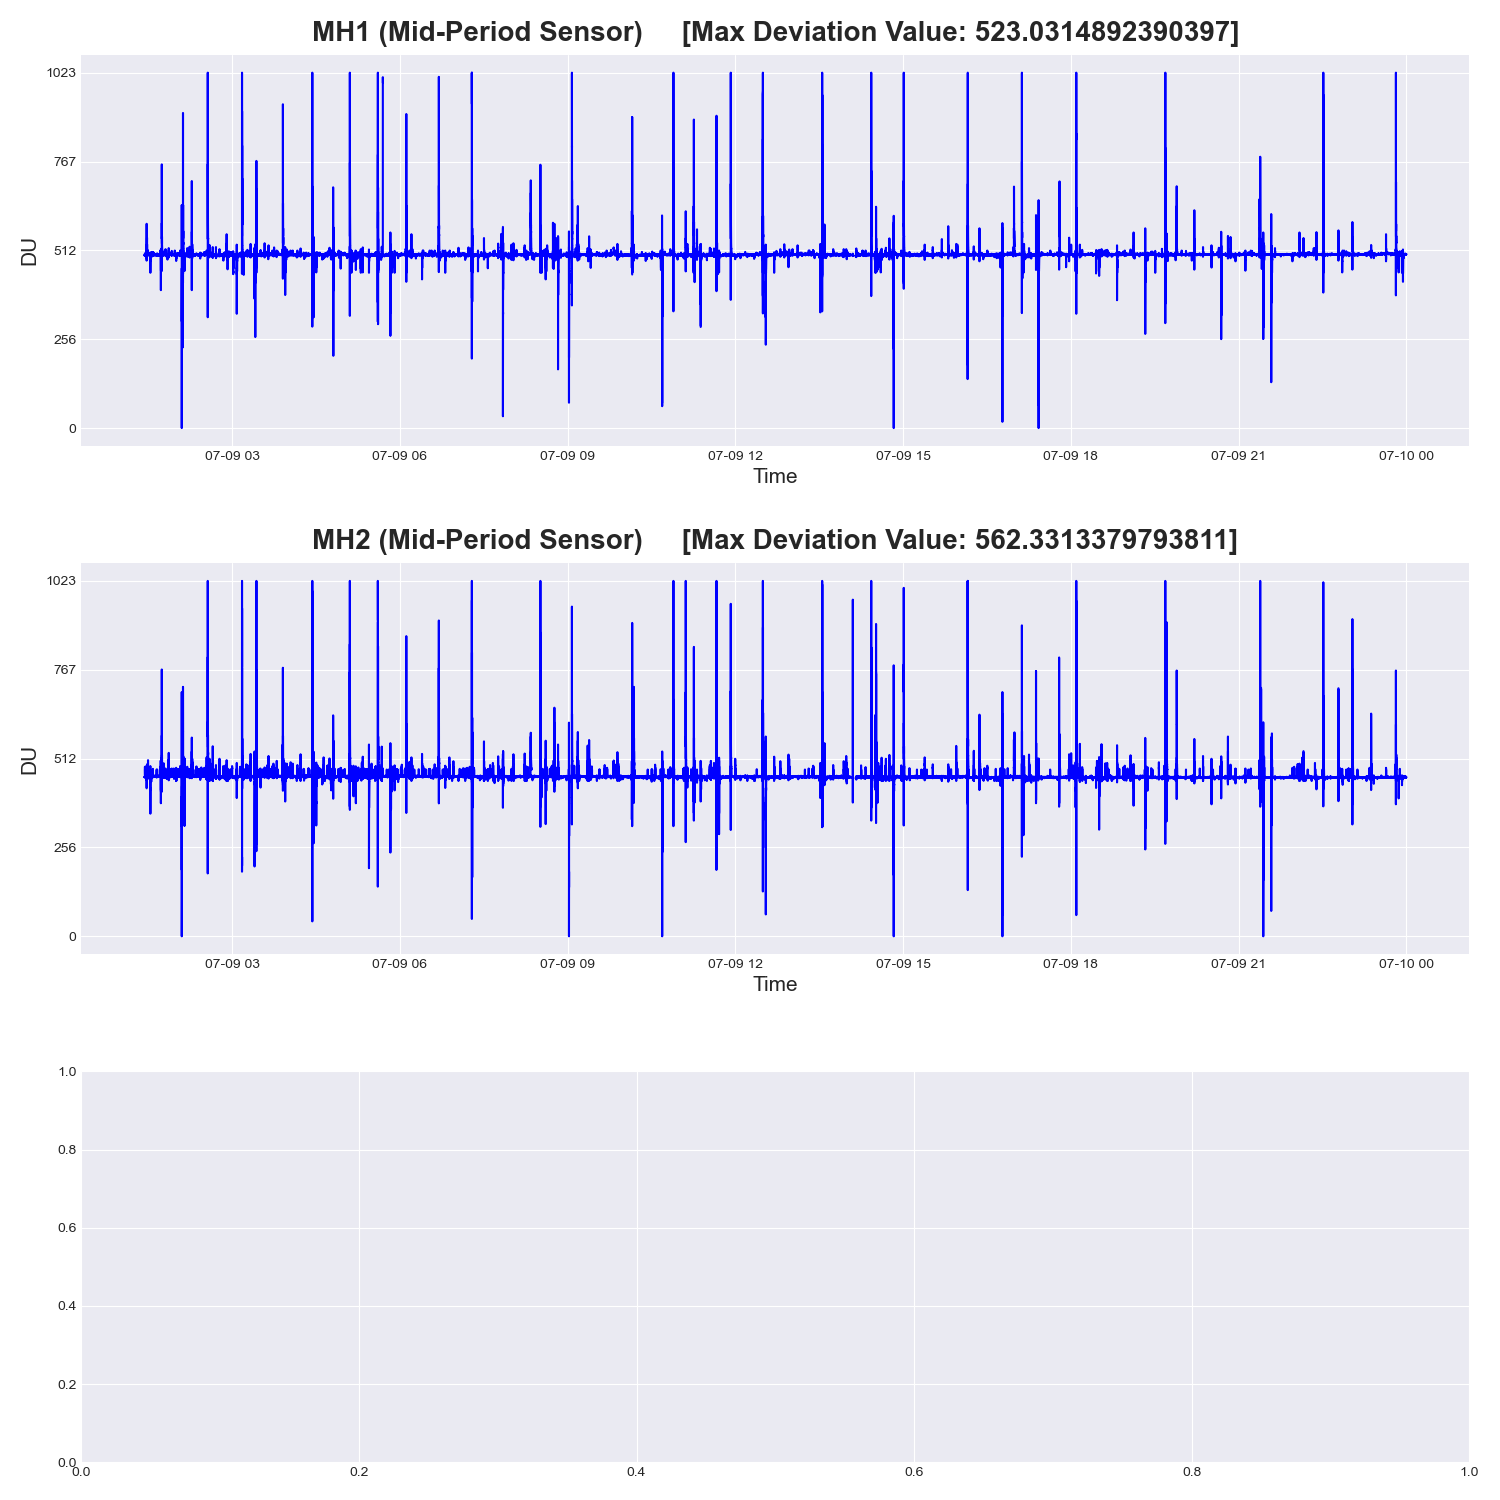 MH1 (Mid-Period Sensor) [Max Deviation Value: 523.0314892390397]
1023
767
512
256
0
DU
07-09 03 07-09 06 07-09 09 07-09 12 07-09 15 07-09 18 07-09 21 07-10 00
Time
MH2 (Mid-Period Sensor) [Max Deviation Value: 562.3313379793811]
1023
767
512
256
0
DU
07-09 03 07-09 06 07-09 09 07-09 12 07-09 15 07-09 18 07-09 21 07-10 00
Time
1.0
0.8
0.6
0.4
0.2
0.0
0.0 0.2 0.4 0.6 0.8 1.0